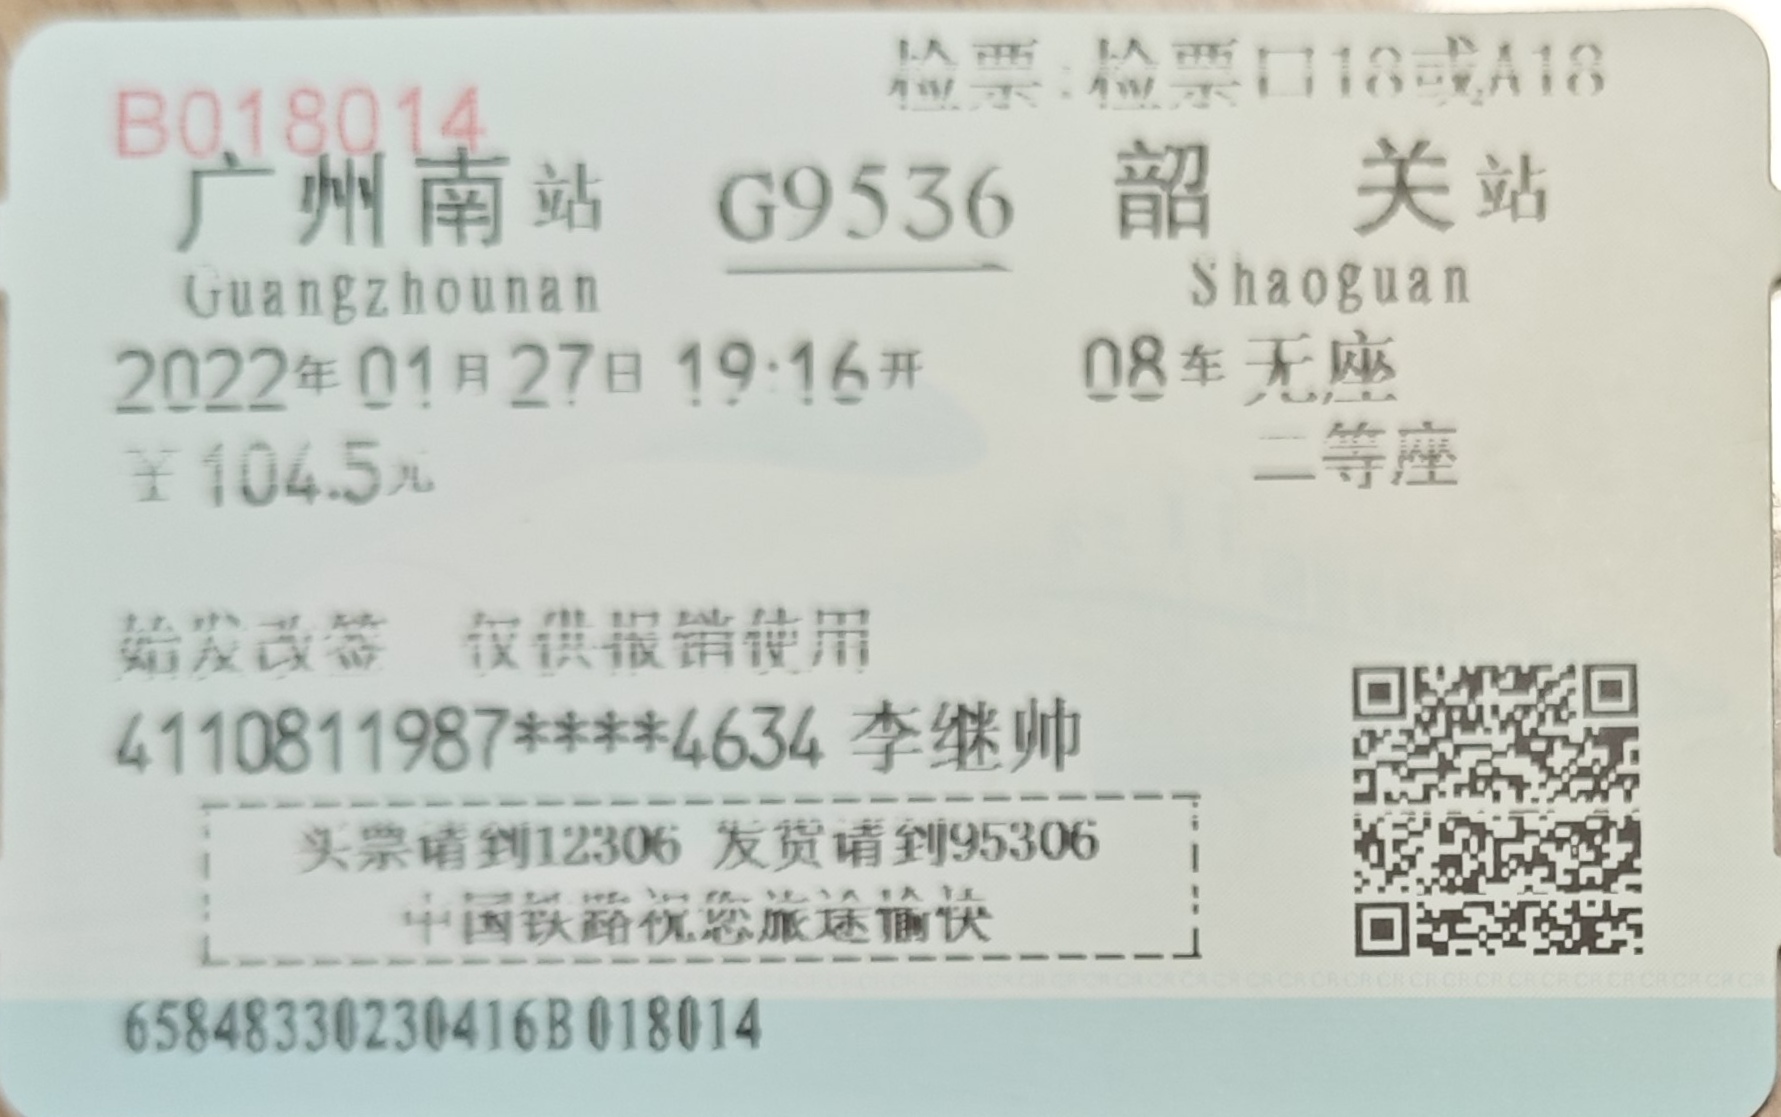 检票:检票口18或A18
B018014
广州南站 G9536 韶关站
Guangzhounan Shaoguan
2022年01月27日 19:16开 08车无座
¥104.5元 二等座
始发改签 仅供报销使用
4110811987****4634 李继帅
买票请到12306 发货请到95306
中国铁路祝您旅途愉快
65848330230416B018014